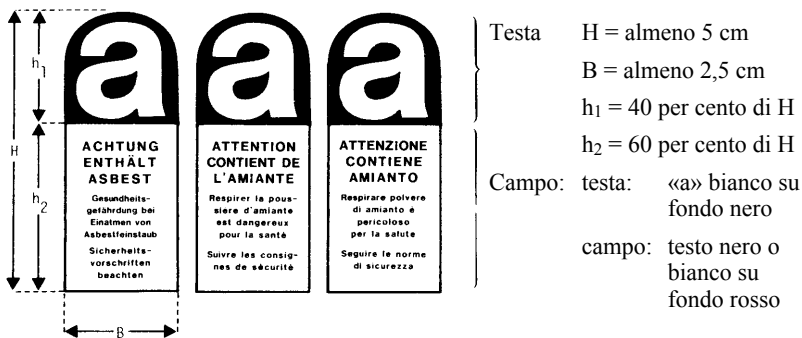 a
a
a
h1
H
h2
B
ACHTUNG
ENTHÄLT
ASBEST
Gesundheits-
gefährdung bei
Einatmen von
Asbestfeinstaub
Sicherheits-
vorschriften
beachten
ATTENTION
CONTIENT DE
L'AMIANTE
Respirer la pous-
siere d'amiante
est dangereux
pour la santé
Suivre les consig-
nes de sécurité
ATTENZIONE
CONTIENE
AMIANTO
Respirare polvere
di amianto é
pericoloso
per la salute
Seguire le norme
di sicurezza
Testa H = almeno 5 cm
B = almeno 2,5 cm
h1 = 40 per cento di H
h2 = 60 per cento di H
Campo: testa: «a» bianco su
fondo nero
campo: testo nero o
bianco su
fondo rosso